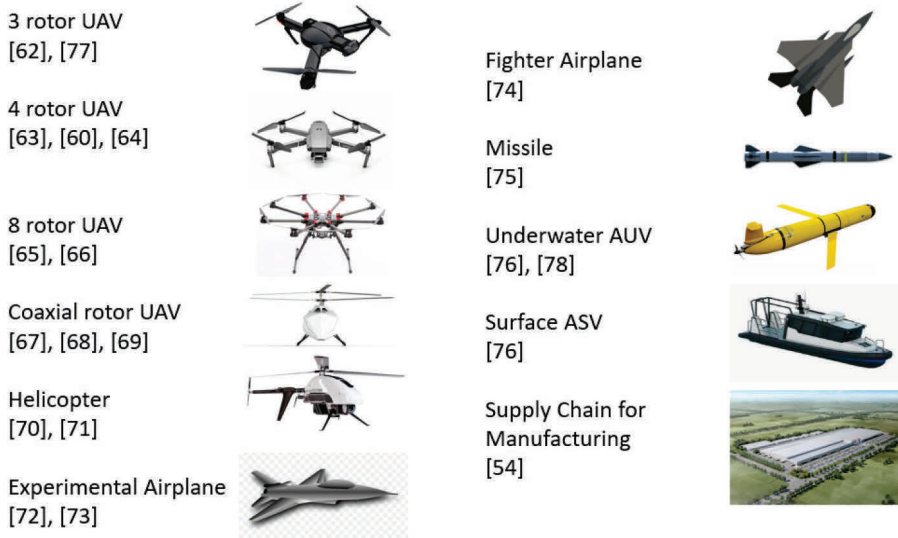 3 rotor UAV
[62], [77]
4 rotor UAV
[63], [60], [64]
8 rotor UAV
[65], [66]
Coaxial rotor UAV
[67], [68], [69]
Helicopter
[70], [71]
Experimental Airplane
[72], [73]
Fighter Airplane
[74]
Missile
[75]
Underwater AUV
[76], [78]
Surface ASV
[76]
Supply Chain for
Manufacturing
[54]